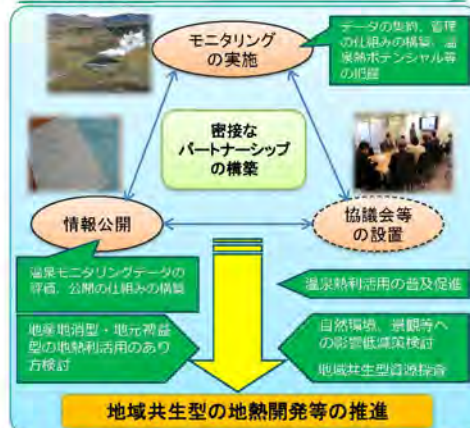 モニタリング
の実施
データの集約、管理
の仕組みの構築、温
泉熱ポテンシャル等
の把握
密接な
パートナーシップ
の構築
情報公開
協議会等
の設置
温泉モニタリングデータの
評価、公開の仕組みの構築
温泉熱利活用の普及促進
地産地消型・地元裨益
型の地熱利活用のあり
方検討
自然環境、景観等
への影響低減策検討
地域共生型資源探査
地域共生型の地熱開発等の推進